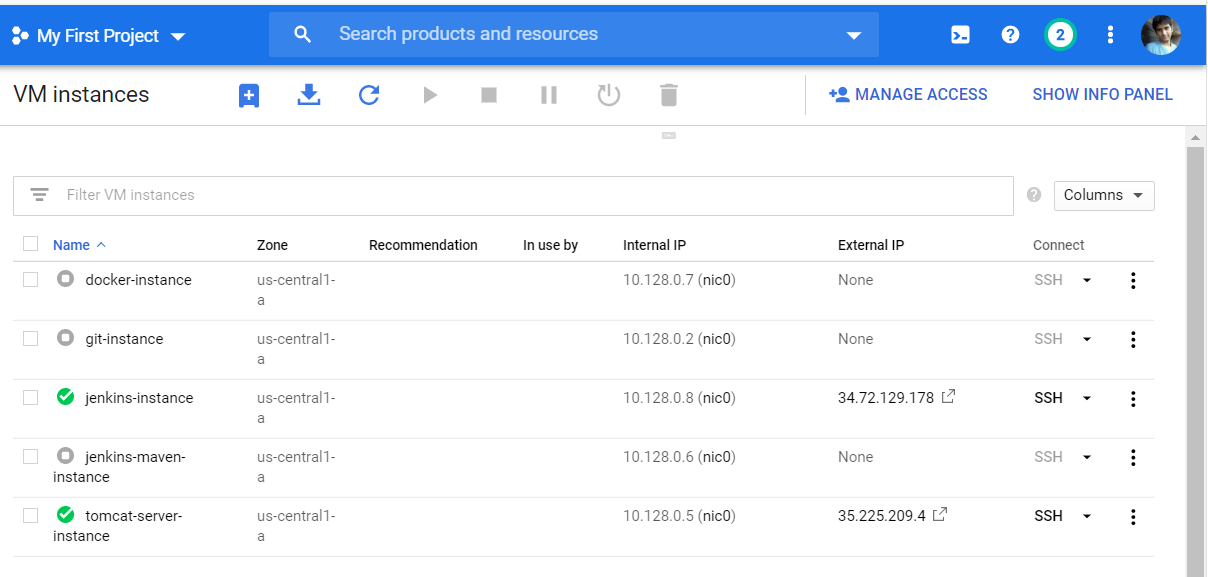 My First Project
Search products and resources
2
VM instances
MANAGE ACCESS
SHOW INFO PANEL
Filter VM instances
Columns
Name Zone Recommendation In use by Internal IP External IP Connect
docker-instance us-central1- 10.128.0.7 (nic0) None SSH
a
git-instance us-central1- 10.128.0.2 (nic0) None SSH
a
jenkins-instance us-central1- 10.128.0.8 (nic0) 34.72.129.178 SSH
a
jenkins-maven- us-central1- 10.128.0.6 (nic0) None SSH
instance a
tomcat-server- us-central1- 10.128.0.5 (nic0) 35.225.209.4 SSH
instance a